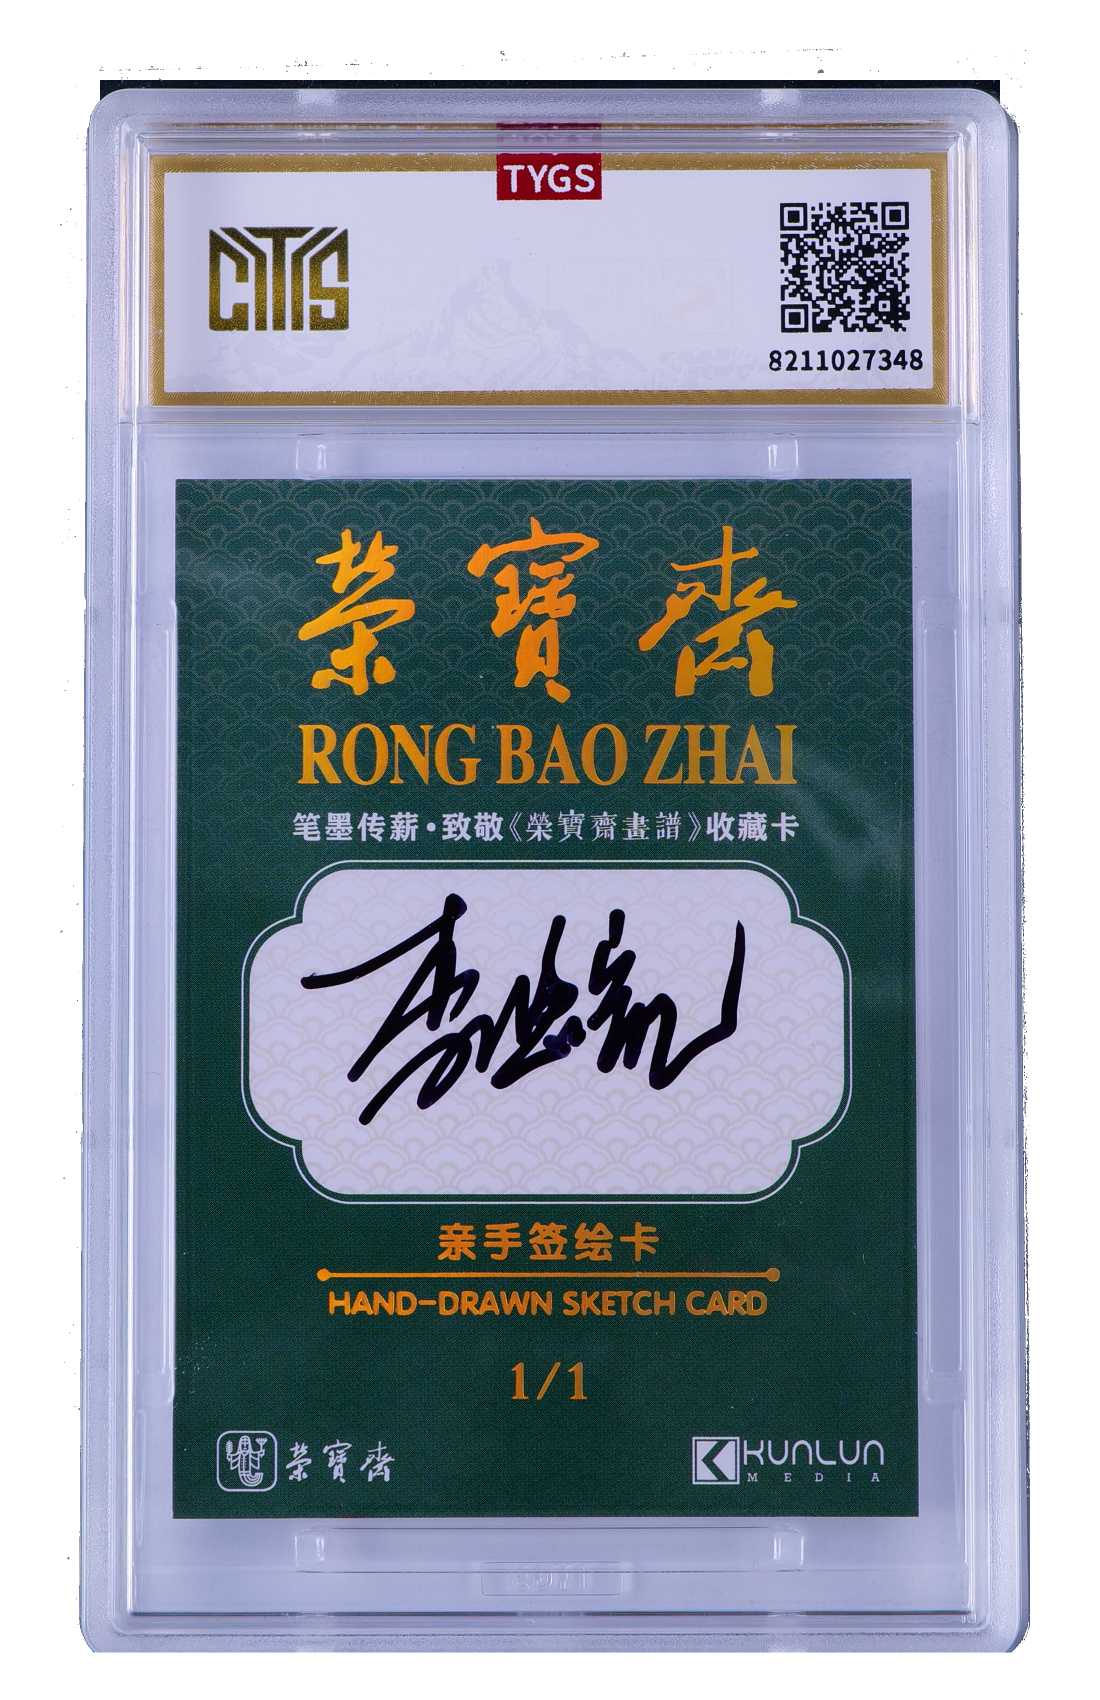 TYGS
CTTS
8211027348
榮寶齋
RONG BAO ZHAI
笔墨传薪·致敬《榮寶齋畫譜》收藏卡
亲手签绘卡
HAND-DRAWN SKETCH CARD
1/1
榮寶齋
KUNLUN
MEDIA